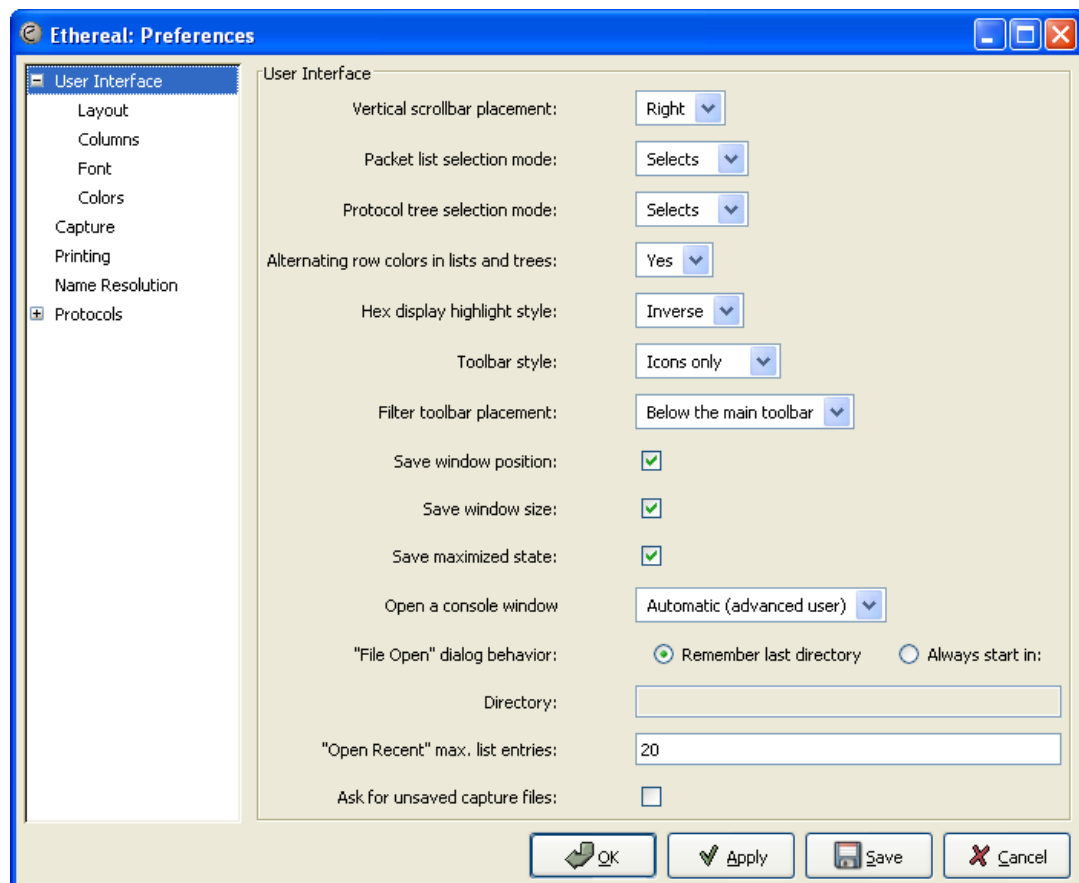 Ethereal: Preferences
User Interface
Layout
Columns
Font
Colors
Capture
Printing
Name Resolution
Protocols
User Interface
Vertical scrollbar placement: Right
Packet list selection mode: Selects
Protocol tree selection mode: Selects
Alternating row colors in lists and trees: Yes
Hex display highlight style: Inverse
Toolbar style: Icons only
Filter toolbar placement: Below the main toolbar
Save window position:
Save window size:
Save maximized state:
Open a console window Automatic (advanced user)
"File Open" dialog behavior: Remember last directory Always start in:
Directory:
"Open Recent" max. list entries: 20
Ask for unsaved capture files:
OK Apply Save Cancel